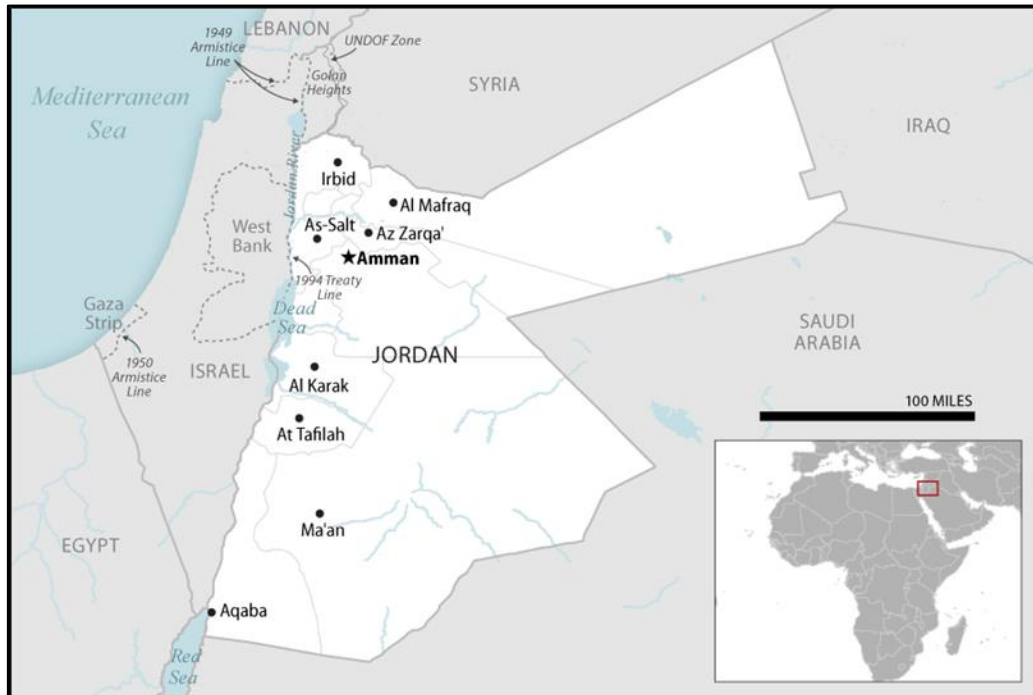 LEBANON
1949
Armistice
Line
UNDOF Zone
Golan
Heights
SYRIA
Mediterranean
Sea
IRAQ
Jordan River
Irbid
Al Mafraq
As-Salt
Az Zarqa'
West
Bank
Amman
1994 Treaty
Line
Gaza
Strip
Dead
Sea
SAUDI
ARABIA
1950
Armistice
Line
ISRAEL
JORDAN
Al Karak
100 MILES
At Tafilah
Ma'an
EGYPT
Aqaba
Red
Sea